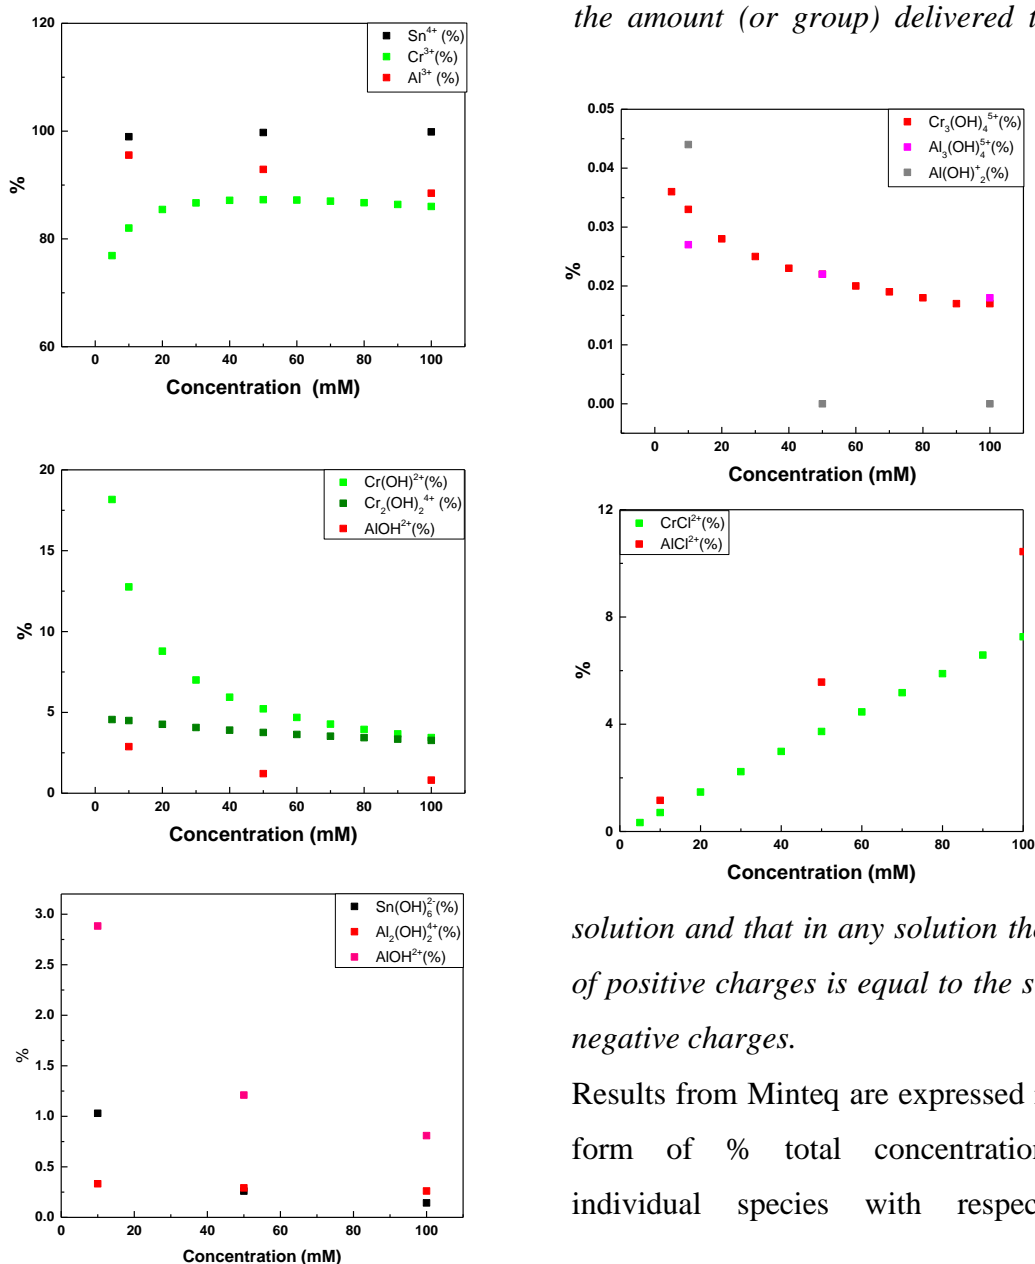 120
100
80
60
%
0 20 40 60 80 100
Concentration (mM)
Sn⁴⁺ (%)
Cr³⁺(%)
Al³⁺ (%)
20
15
10
5
0
%
0 20 40 60 80 100
Concentration (mM)
Cr(OH)²⁺(%)
Cr₂(OH)₂⁴⁺ (%)
AlOH²⁺(%)
3.0
2.5
2.0
1.5
1.0
0.5
0.0
%
0 20 40 60 80 100
Concentration (mM)
Sn(OH)₆²⁻(%)
Al₂(OH)₂⁴⁺(%)
AlOH²⁺(%)
the amount (or group) delivered
0.05
0.04
0.03
0.02
0.01
0.00
%
0 20 40 60 80 100
Concentration (mM)
Cr₃(OH)₄⁵⁺(%)
Al₃(OH)₄⁵⁺(%)
Al(OH)⁺₂(%)
12
8
4
0
%
0 20 40 60 80 100
Concentration (mM)
CrCl²⁺(%)
AlCl²⁺(%)
solution and that in any solution the
of positive charges is equal to the
negative charges.
Results from Minteq are expressed
form of % total concentration
individual species with respec